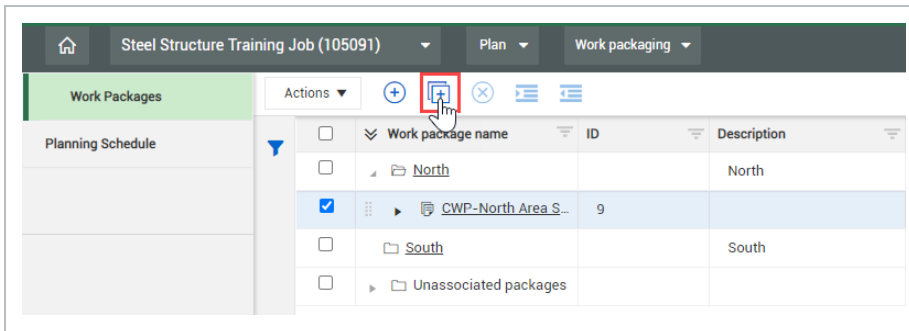 Steel Structure Training Job (105091) Plan Work packaging
Work Packages
Actions
Planning Schedule
Work package name ID Description
North North
CWP-North Area S... 9
South South
Unassociated packages